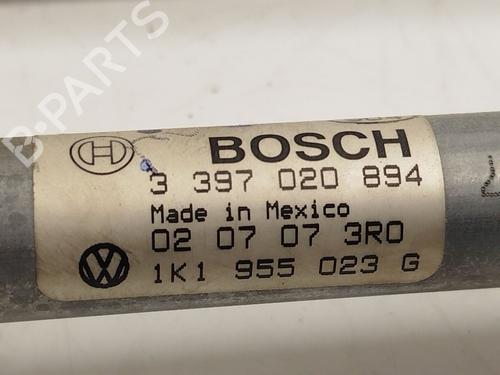 B-PARTS
BOSCH
3 397 020 894
Made in Mexico
02 07 07 3R0
1K1 955 023 G